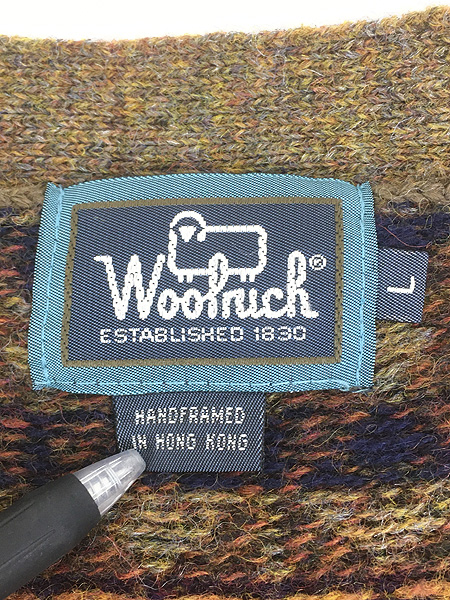 Woolrich®
ESTABLISHED 1830
L
HANDFRAMED
IN HONG KONG